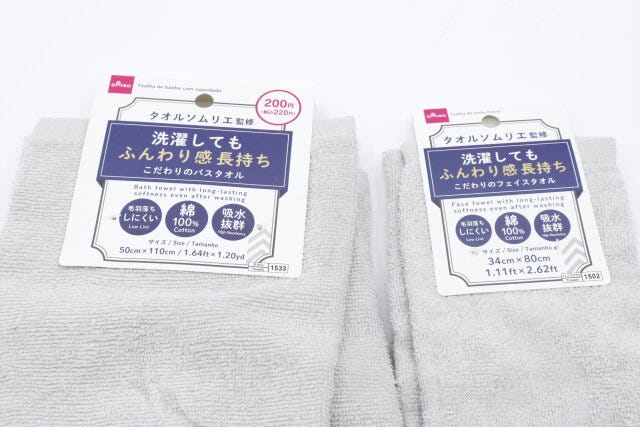 DAISO
Toalha de banho com suavidade
200円
(税込220円)
タオルソムリエ監修
洗濯しても
ふんわり感長持ち
こだわりのバスタオル
Bath towel with long-lasting
softness even after washing
毛羽落ち
しにくい
Low Lint
綿
100%
Cotton
吸水
抜群
High Absorbency
サイズ / Size / Tamanho
50cm×110cm / 1.64ft×1.20yd
1533
DAISO
Toalha de rosto macia
タオルソムリエ監修
洗濯しても
ふんわり感長持ち
こだわりのフェイスタオル
Face towel with long-lasting
softness even after washing
毛羽落ち
しにくい
Low Lint
綿
100%
Cotton
吸水
抜群
High Absorbency
サイズ / Size / Tamanho
34cm×80cm
1.11ft×2.62ft
1502